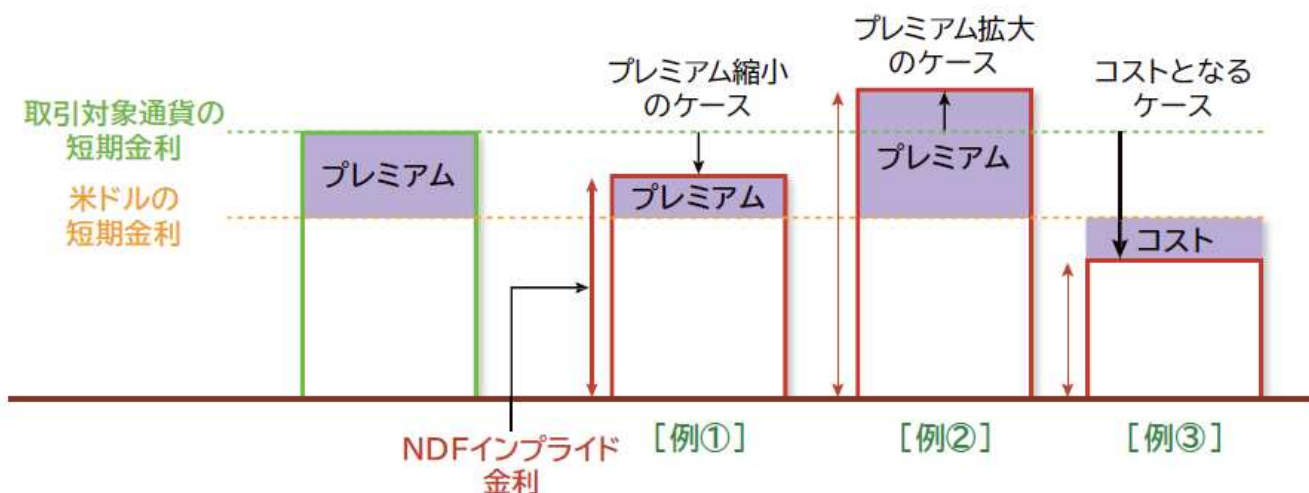 取引対象通貨の
短期金利
米ドルの
短期金利
プレミアム
プレミアム縮小
のケース
プレミアム
プレミアム拡大
のケース
プレミアム
コストとなる
ケース
コスト
NDFインプライド
金利
[例①]
[例②]
[例③]